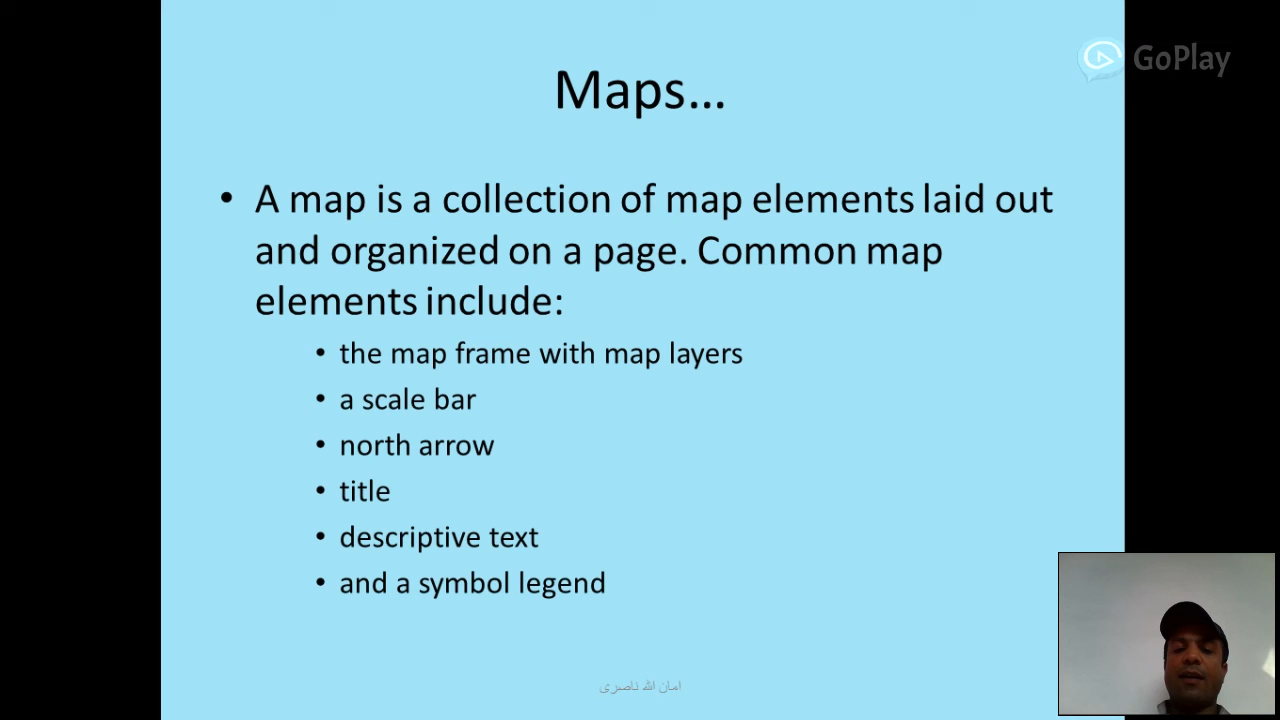 GoPlay
Maps...
• A map is a collection of map elements laid out
and organized on a page. Common map
elements include:
• the map frame with map layers
• a scale bar
• north arrow
• title
• descriptive text
• and a symbol legend
امان الله ناصری